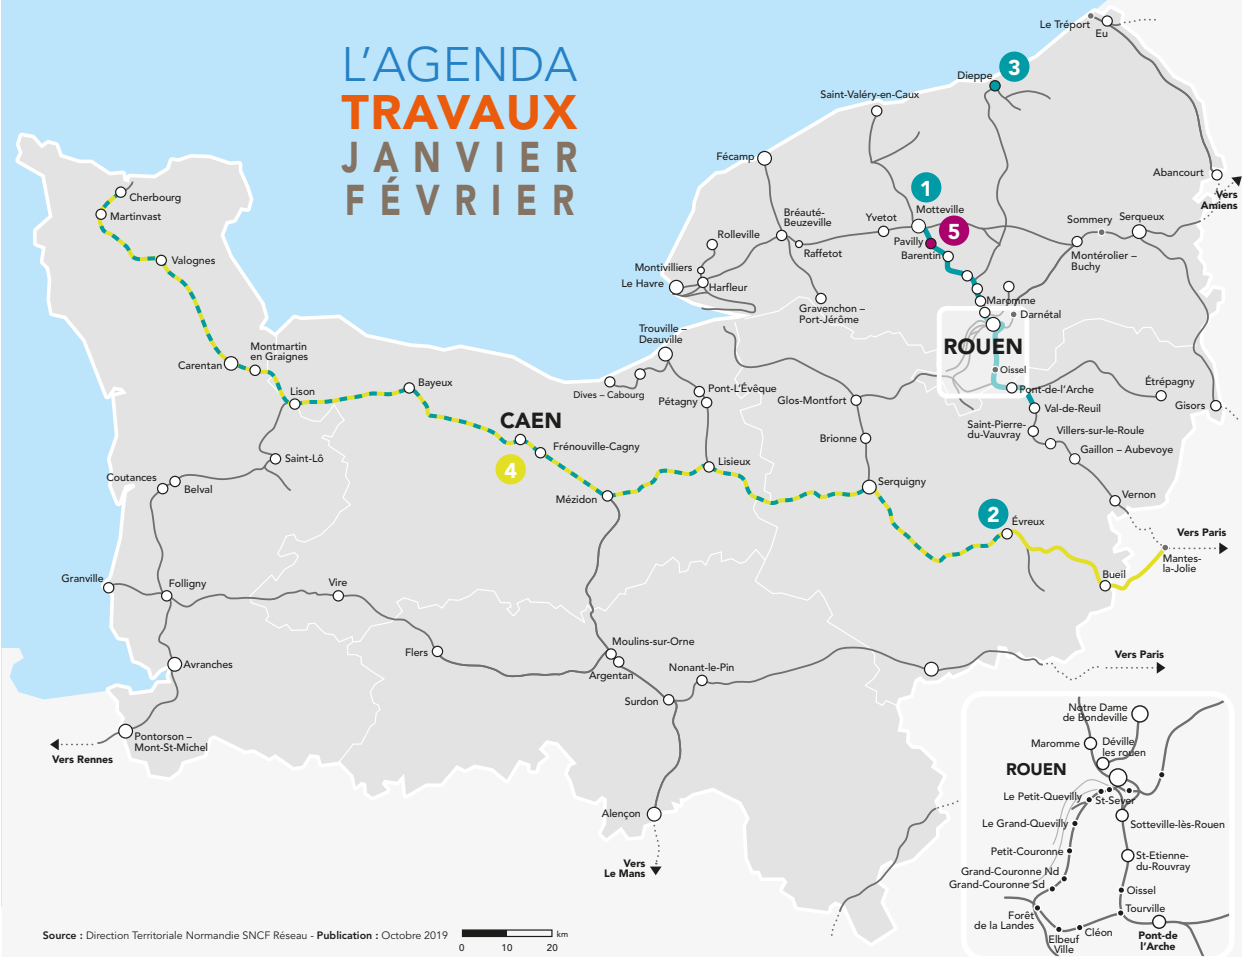 L'AGENDA
TRAVAUX
JANVIER
FÉVRIER
Le Tréport
Eu
Dieppe
3
Saint-Valéry-en-Caux
Fécamp
Abancourt
Vers
Amiens
1
Motteville
5
Cherbourg
Martinvast
Valognes
Rolleville
Bréauté-
Beuzeville
Yvetot
Pavilly
Barentin
Sommery
Serqueux
Raffetot
Montérolier –
Buchy
Montivilliers
Le Havre
Harfleur
Gravenchon –
Port-Jérôme
Maromme
Darnétal
Trouville –
Deauville
ROUEN
Montmartin
en Graignes
Carentan
Oissel
Lison
Bayeux
Dives – Cabourg
Pont-L'Évêque
Pétagny
Glos-Montfort
Pont-de-l'Arche
Étrépagny
Val-de-Reuil
Gisors
CAEN
Frénouville-Cagny
Brionne
Saint-Pierre-
du-Vauvray
Villers-sur-le-Roule
Gaillon – Aubevoye
Saint-Lô
4
Lisieux
Coutances
Belval
Mézidon
Serquigny
Vernon
2
Évreux
Vers Paris
Mantes-
la-Jolie
Bueil
Granville
Folligny
Vire
Flers
Moulins-sur-Orne
Argentan
Nonant-le-Pin
Surdon
Vers Paris
Avranches
Pontorson –
Mont-St-Michel
Vers Rennes
Alençon
Vers
Le Mans
Notre Dame
de Bondeville
Maromme
Déville
les rouen
ROUEN
Le Petit-Quevilly
St-Sever
Le Grand-Quevilly
Sotteville-lès-Rouen
Petit-Couronne
St-Etienne-
du-Rouvray
Grand-Couronne Nd
Grand-Couronne Sd
Oissel
Forêt
de la Landes
Tourville
Elbeuf
Ville
Cléon
Pont-de
l'Arche
Source : Direction Territoriale Normandie SNCF Réseau - Publication : Octobre 2019
km
0 10 20